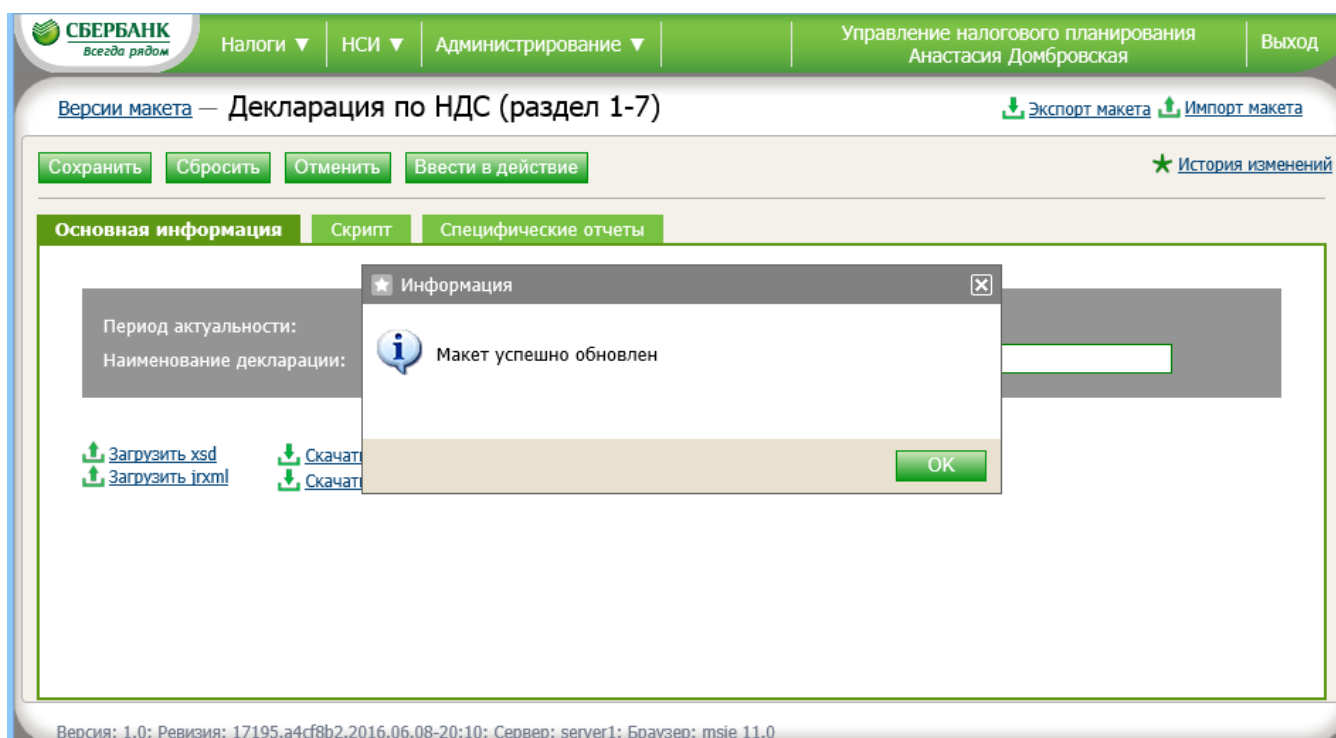 СБЕРБАНК
Всегда рядом
Налоги ▼
НСИ ▼
Администрирование ▼
Управление налогового планирования
Анастасия Домбровская
Выход
Версии макета — Декларация по НДС (раздел 1-7)
Экспорт макета Импорт макета
Сохранить Сбросить Отменить Ввести в действие
История изменений
Основная информация Скрипт Специфические отчеты
Информация
Период актуальности:
Наименование декларации:
Макет успешно обновлен
Загрузить xsd
Загрузить jrxml
OK
Версия: 1.0; Ревизия: 17195.a4cf8b2.2016.06.08-20:10; Сервер: server1; Браузер: msie 11.0